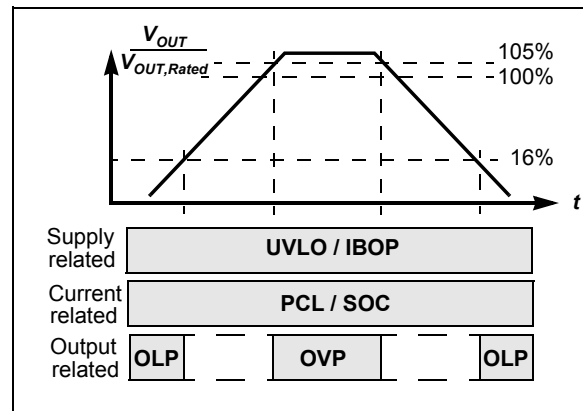 V_OUT
V_OUT,Rated
105%
100%
16%
t
Supply
related
UVLO / IBOP
Current
related
PCL / SOC
Output
related
OLP
OVP
OLP